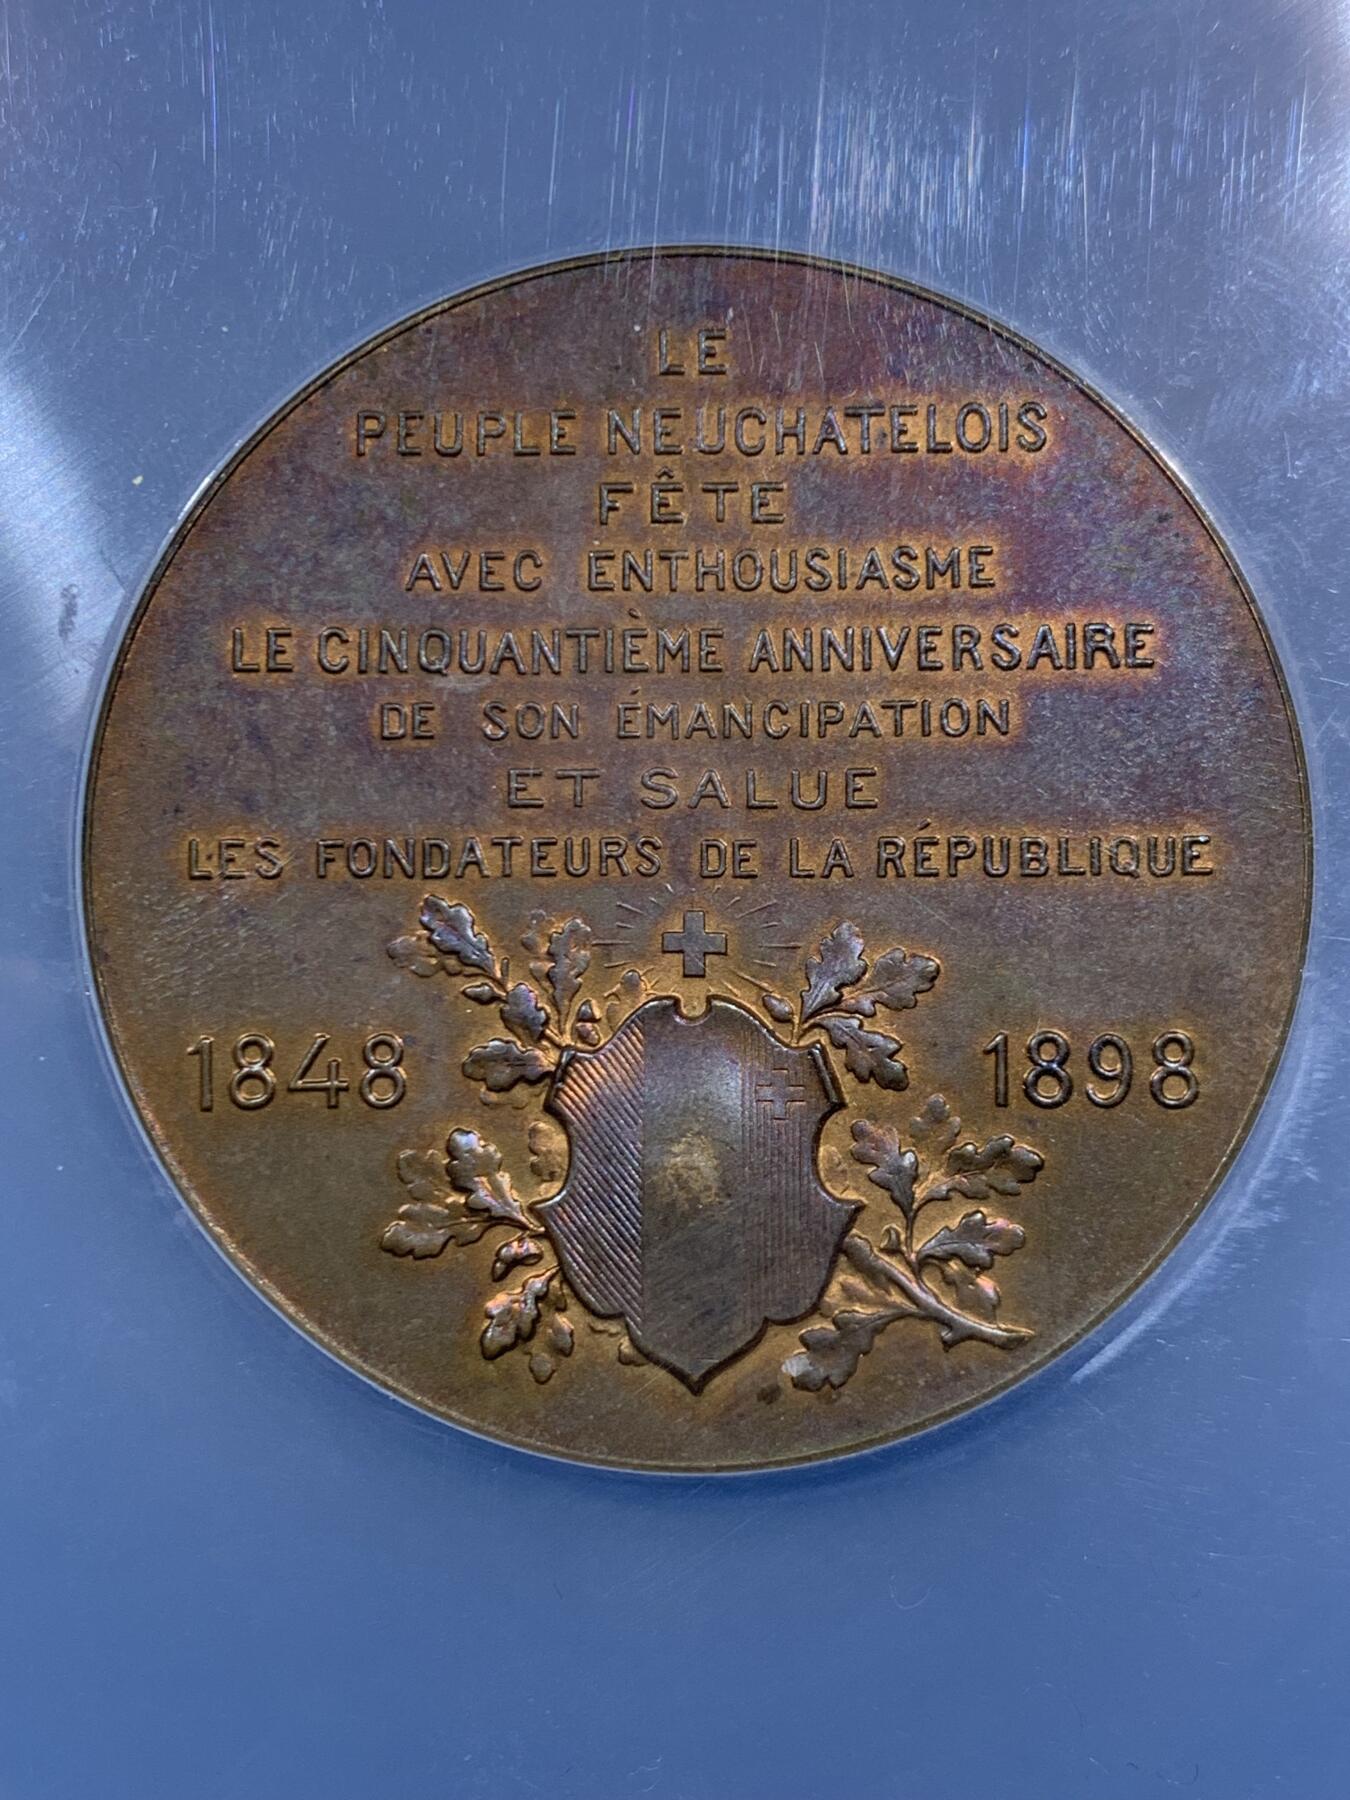 LE
PEUPLE NEUCHATELOIS
FÊTE
AVEC ENTHOUSIASME
LE CINQUANTIÈME ANNIVERSAIRE
DE SON ÉMANCIPATION
ET SALUE
LES FONDATEURS DE LA RÉPUBLIQUE
1848 1898